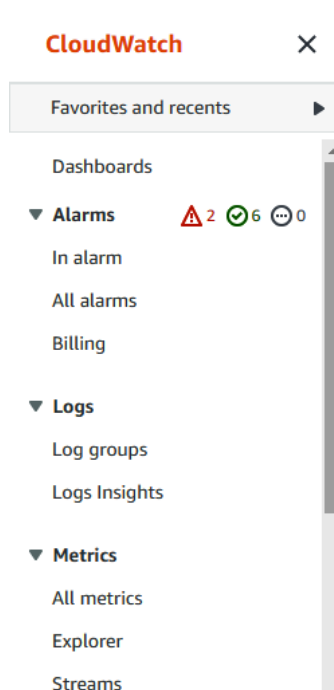 CloudWatch
Favorites and recents
Dashboards
Alarms 2 6 0
In alarm
All alarms
Billing
Logs
Log groups
Logs Insights
Metrics
All metrics
Explorer
Streams